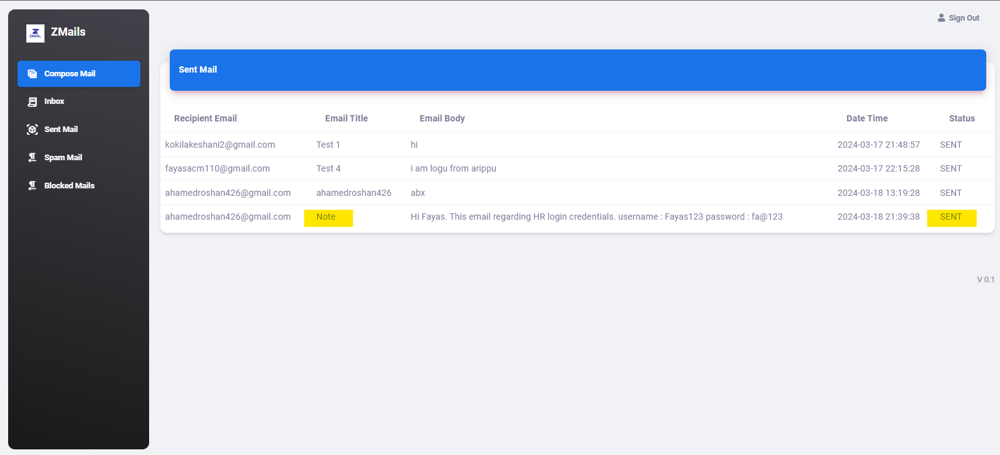 ZMAIL
ZMails
Sign Out
Compose Mail
Inbox
Sent Mail
Spam Mail
Blocked Mails
Sent Mail
Recipient Email Email Title Email Body Date Time Status
kokilakeshani2@gmail.com Test 1 hi 2024-03-17 21:48:57 SENT
fayasacm110@gmail.com Test 4 i am logu from arippu 2024-03-17 22:15:28 SENT
ahamedroshan426@gmail.com ahamedroshan426 abx 2024-03-18 13:19:28 SENT
ahamedroshan426@gmail.com Note Hi Fayas. This email regarding HR login credentials. username : Fayas123 password : fa@123 2024-03-18 21:39:38 SENT
V 0.1